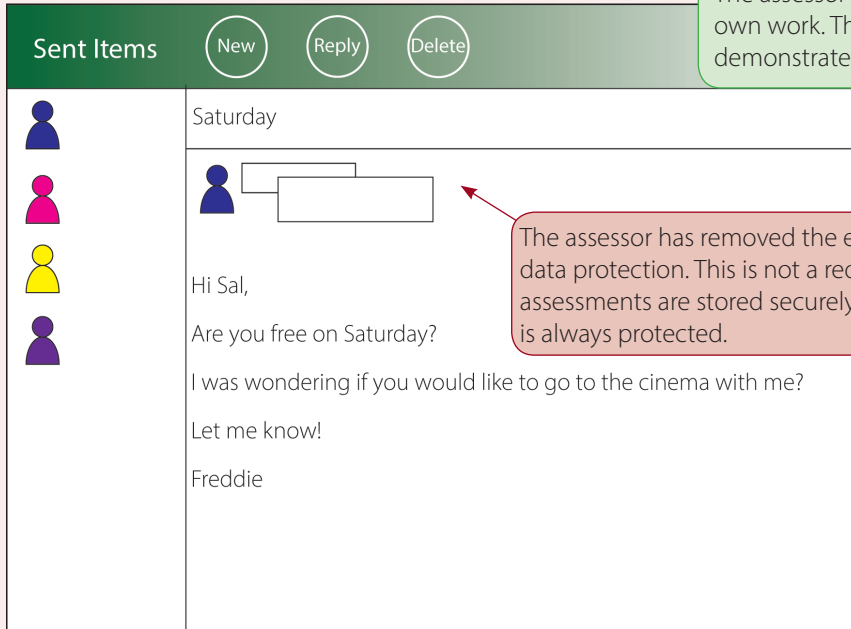 The assessor
own work. Th
demonstrate
Sent Items
New
Reply
Delete
Saturday
The assessor has removed the e
data protection. This is not a rec
assessments are stored securely
is always protected.
Hi Sal,
Are you free on Saturday?
I was wondering if you would like to go to the cinema with me?
Let me know!
Freddie